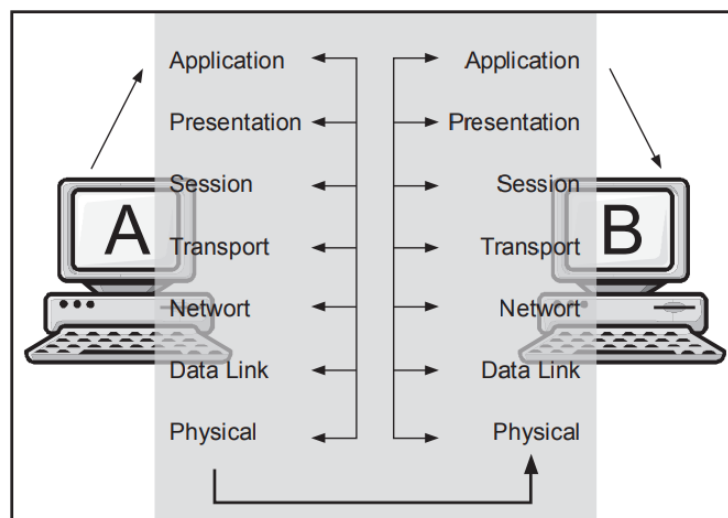 Application Application
Presentation Presentation
Session Session
A B
Transport Transport
Networt Networt
Data Link Data Link
Physical Physical